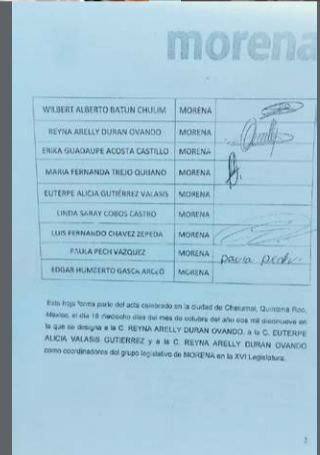 morena
WILBERT ALBERTO BATUN CHULIM MORENA
REYNA ARELLY DURAN OVANDO MORENA
ERIKA GUADAUPE ACOSTA CASTILLO MORENA
MARIA FERNANDA TREJO QUIJANO MORENA
EUTERPE ALICIA GUTIÉRREZ VALASIS MORENA
LINDA SARAY COBOS CASTRO MORENA
LUIS FERNANDO CHAVEZ ZEPEDA MORENA
PAULA PECH VAZQUEZ MORENA paula pech
EDGAR HUMBERTO GASCA ARCEO MORENA
Esta hoja forma parte del acta celebrado en la ciudad de Chetumal, Quintana Roo,
México, el día 18 dieciocho días del mes de octubre del año dos mil diecinueve en
la que se designa a la C. REYNA ARELLY DURAN OVANDO, a la C. EUTERPE
ALICIA VALASIS GUTIERREZ y a la C. REYNA ARELLY DURAN OVANDO
como coordinadores del grupo legislativo de MORENA en la XVI Legislatura.
2